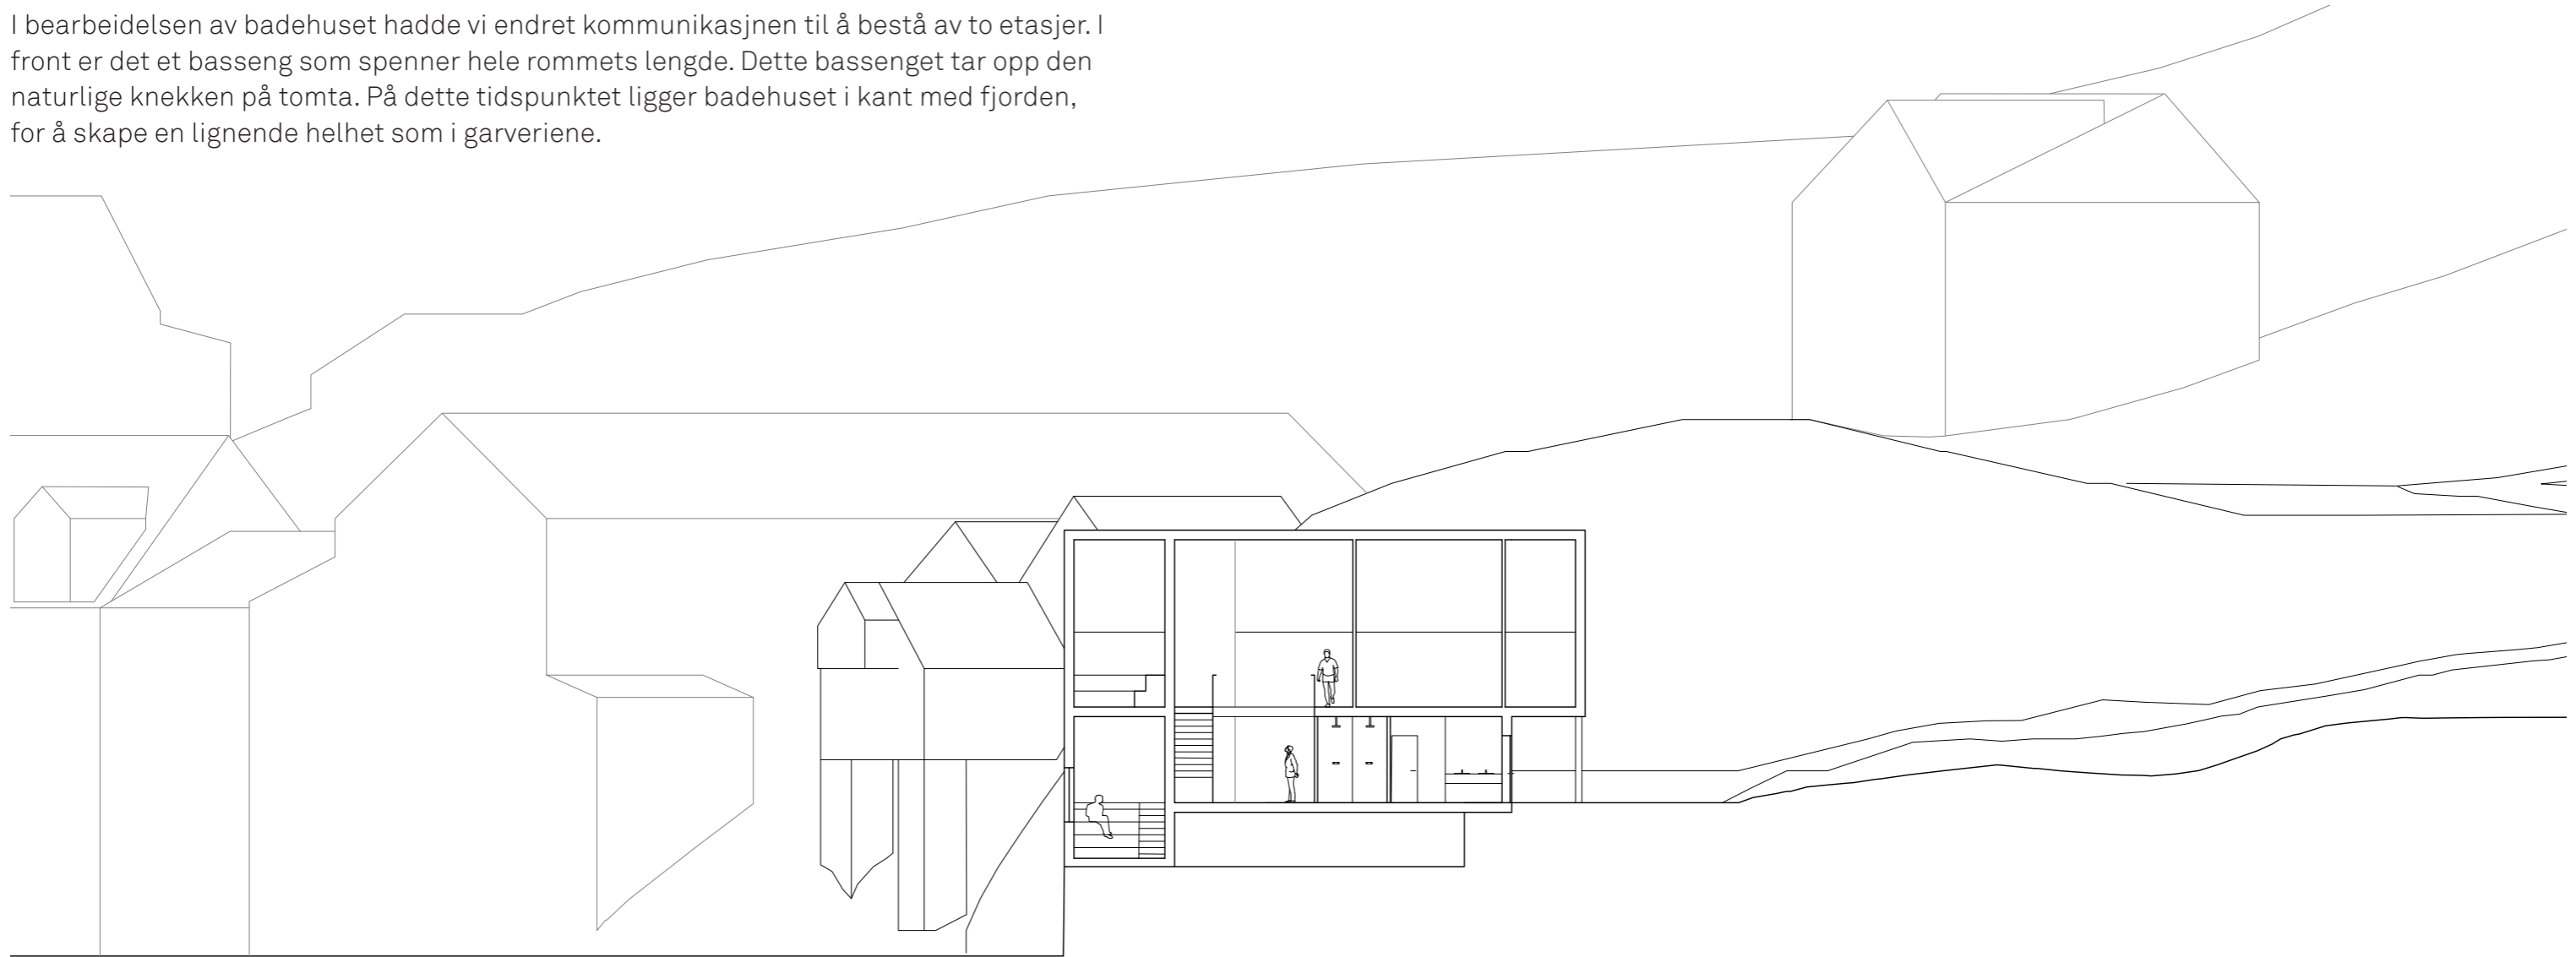 I bearbeidelsen av badehuset hadde vi endret kommunikasjnen til å bestå av to etasjer. I
front er det et basseng som spenner hele rommets lengde. Dette bassenget tar opp den
naturlige knekken på tomta. På dette tidspunktet ligger badehuset i kant med fjorden,
for å skape en lignende helhet som i garveriene.